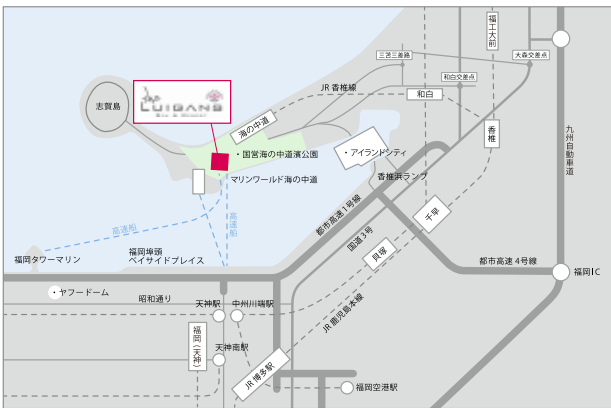 福工大前
三苫三差路
大森交差点
和白交差点
JR 香椎線
和白
THE
LUIGANS
Spa & Resort
志賀島
海の中道
香椎
九州自動車道
・国営海の中道濱公園
・アイランドシティ
香椎浜ランプ
マリンワールド海の中道
都市高速1号線
千早
高速船
高速船
国道3号
貝塚
福岡タワーマリン
福岡埠頭
ベイサイドプレイス
都市高速4号線
福岡IC
・ヤフードーム
昭和通り
天神駅
中州川端駅
JR 鹿児島本線
福岡(天神)
天神南駅
JR 博多駅
福岡空港駅